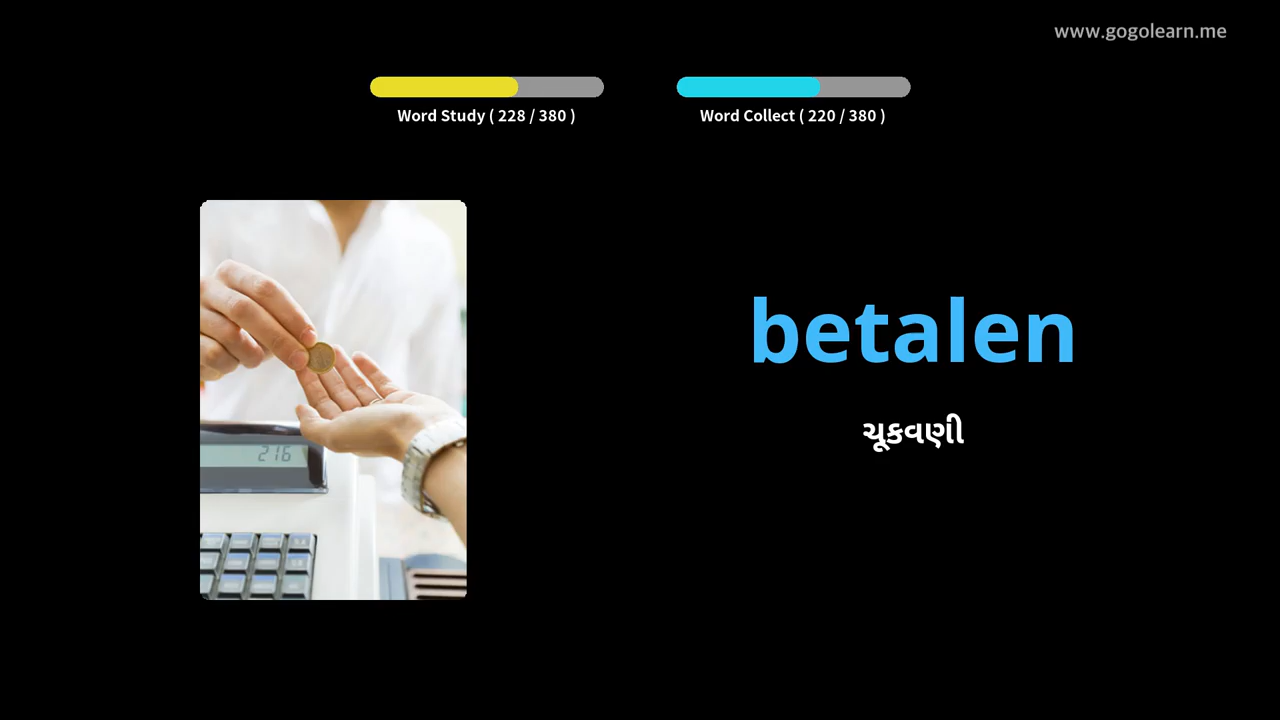 www.gogolearn.me
Word Study ( 228 / 380 )
Word Collect ( 220 / 380 )
betalen
ચૂકવણી
216